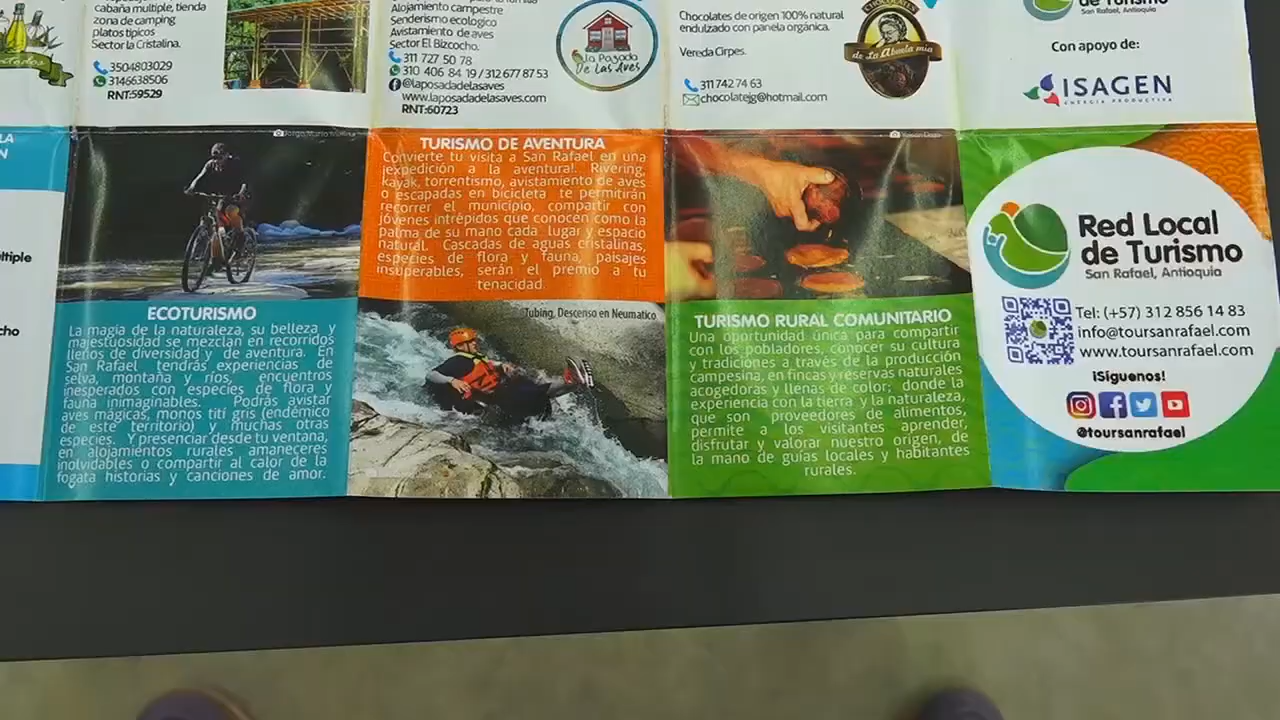 cabaña multiple, tienda
zona de camping
platos típicos
Sector la Cristalina.
3504803029
3146638506
RNT:59529
Alojamiento campestre
Senderismo ecologico
Avistamiento de aves
Sector El Bizcocho.
311 727 50 78
310 406 84 19 / 312 677 87 53
@laposadadelasaves
www.laposadadelasaves.com
RNT:60723
la Posada
De Las Aves
Chocolates de origen 100% natural
endulzado con panela orgánica.
Vereda Cirpes.
311 742 74 63
chocolatejg@hotmail.com
CHOCOLATES
de La Abuela mia
de Turismo
San Rafael, Antioquia
Con apoyo de:
ISAGEN
ENERGÍA PRODUCTIVA
LA
N
ltiple
cho
ECOTURISMO
La magia de la naturaleza, su belleza y
majestuosidad se mezclan en recorridos
llenos de diversidad y de aventura. En
San Rafael tendrás experiencias de
selva, montaña y ríos, encuentros
inesperados con especies de flora y
fauna inimaginables. Podrás avistar
aves mágicas, monos tití gris (endémico
de este territorio) y muchas otras
especies. Y presenciar desde tu ventana,
en alojamientos rurales amaneceres
inolvidables o compartir al calor de la
fogata historias y canciones de amor.
TURISMO DE AVENTURA
Convierte tu visita a San Rafael en una
¡expedición a la aventura!. Rivering,
kayak, torrentismo, avistamiento de aves
o escapadas en bicicleta te permitirán
recorrer el municipio, compartir con
jóvenes intrépidos que conocen como la
palma de su mano cada lugar y espacio
natural. Cascadas de aguas cristalinas,
especies de flora y fauna, paisajes
insuperables, serán el premio a tu
tenacidad.
Tubing, Descenso en Neumatico
TURISMO RURAL COMUNITARIO
Una oportunidad única para compartir
con los pobladores, conocer su cultura
y tradiciones a través de la producción
campesina, en fincas y reservas naturales
acogedoras y llenas de color; donde la
experiencia con la tierra y la naturaleza,
que son proveedores de alimentos,
permite a los visitantes aprender,
disfrutar y valorar nuestro origen, de
la mano de guías locales y habitantes
rurales.
Red Local
de Turismo
San Rafael, Antioquia
Tel: (+57) 312 856 14 83
info@toursanrafael.com
www.toursanrafael.com
¡Síguenos!
@toursanrafael